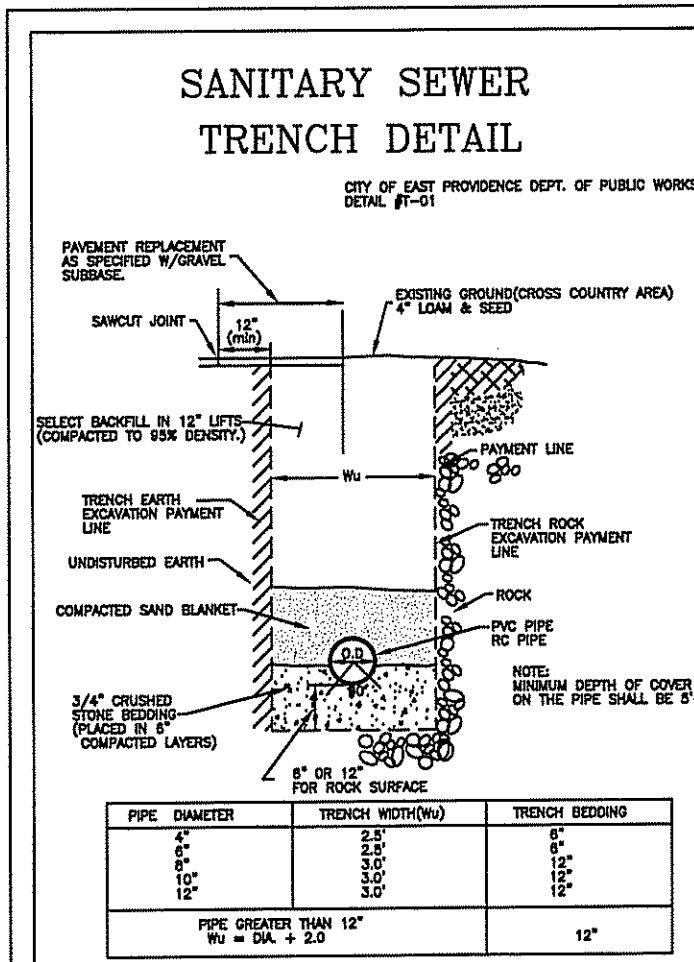 SANITARY SEWER
TRENCH DETAIL
CITY OF EAST PROVIDENCE DEPT. OF PUBLIC WORKS
DETAIL #T-01
PAVEMENT REPLACEMENT
AS SPECIFIED W/GRAVEL
SUBBASE.
SAWCUT JOINT
12"
(min)
EXISTING GROUND(CROSS COUNTRY AREA)
4" LOAM & SEED
SELECT BACKFILL IN 12" LIFTS
(COMPACTED TO 95% DENSITY.)
PAYMENT LINE
Wu
TRENCH EARTH
EXCAVATION PAYMENT
LINE
TRENCH ROCK
EXCAVATION PAYMENT
LINE
UNDISTURBED EARTH
ROCK
COMPACTED SAND BLANKET
PVC PIPE
RC PIPE
O.D
90°
NOTE:
MINIMUM DEPTH OF COVER
ON THE PIPE SHALL BE 5'
3/4" CRUSHED
STONE BEDDING
(PLACED IN 6"
COMPACTED LAYERS)
6" OR 12"
FOR ROCK SURFACE
PIPE DIAMETER TRENCH WIDTH(Wu) TRENCH BEDDING
4" 2.5' 6"
6" 2.5' 6"
8" 3.0' 12"
10" 3.0' 12"
12" 3.0' 12"
PIPE GREATER THAN 12"
Wu = DIA. + 2.0 12"